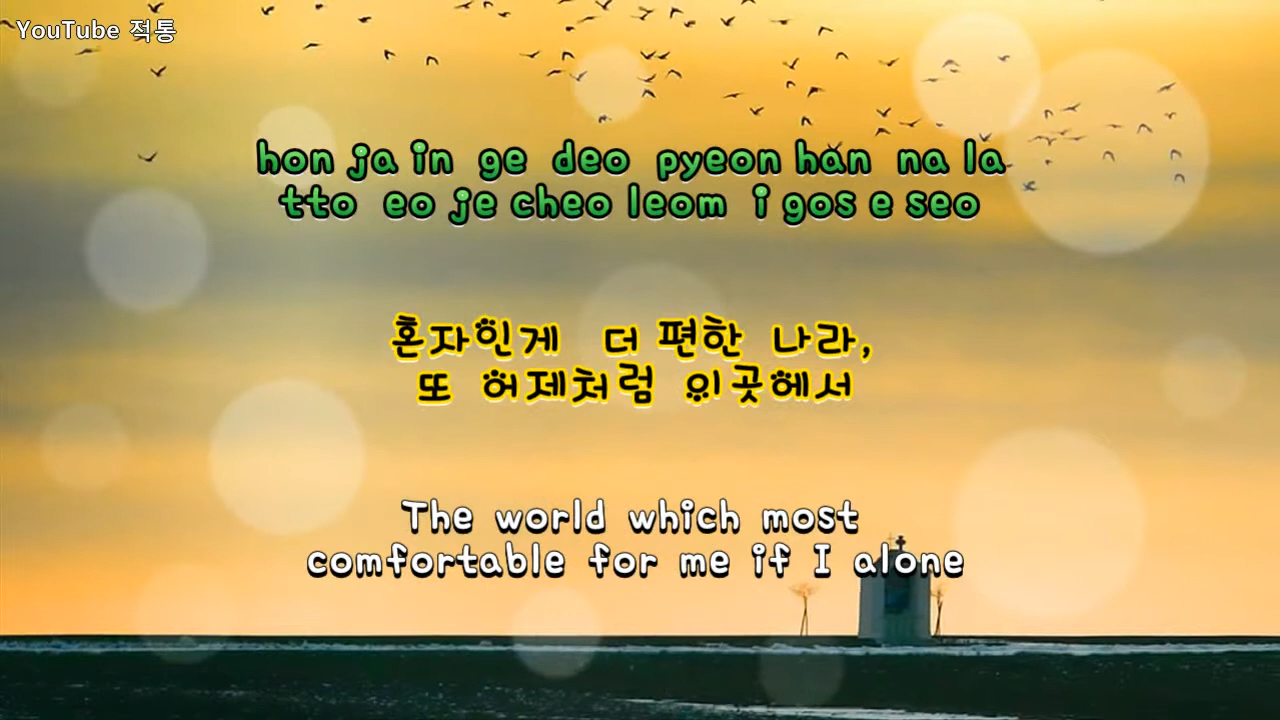 YouTube 적통
hon ja in ge deo pyeon han na la
tto eo je cheo leom i gos e seo
혼자인게 더 편한 나라,
또 어제처럼 이곳에서
The world which most
comfortable for me if I alone